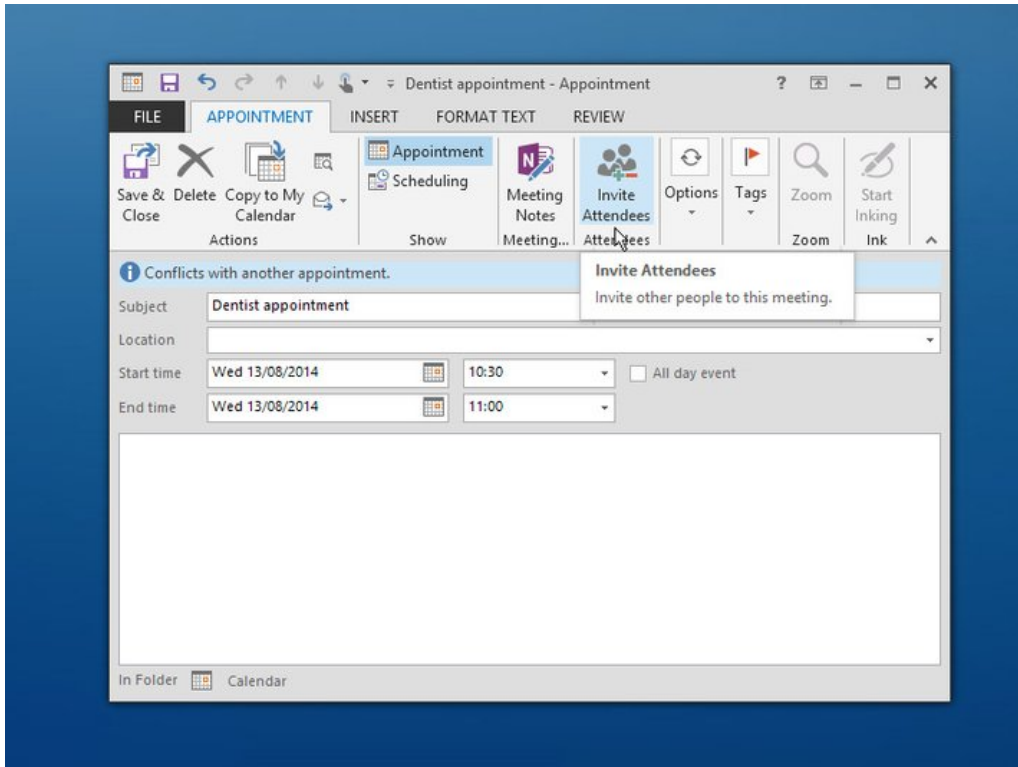 Dentist appointment - Appointment ?
FILE APPOINTMENT INSERT FORMAT TEXT REVIEW
Save & Close
Delete
Copy to My Calendar
Actions
Appointment
Scheduling
Show
N
Meeting Notes
Meeting...
Invite Attendees
Attendees
Options
Tags
Zoom
Zoom
Start Inking
Ink
Conflicts with another appointment.
Invite Attendees
Invite other people to this meeting.
Subject Dentist appointment
Location
Start time Wed 13/08/2014 10:30 All day event
End time Wed 13/08/2014 11:00
In Folder Calendar